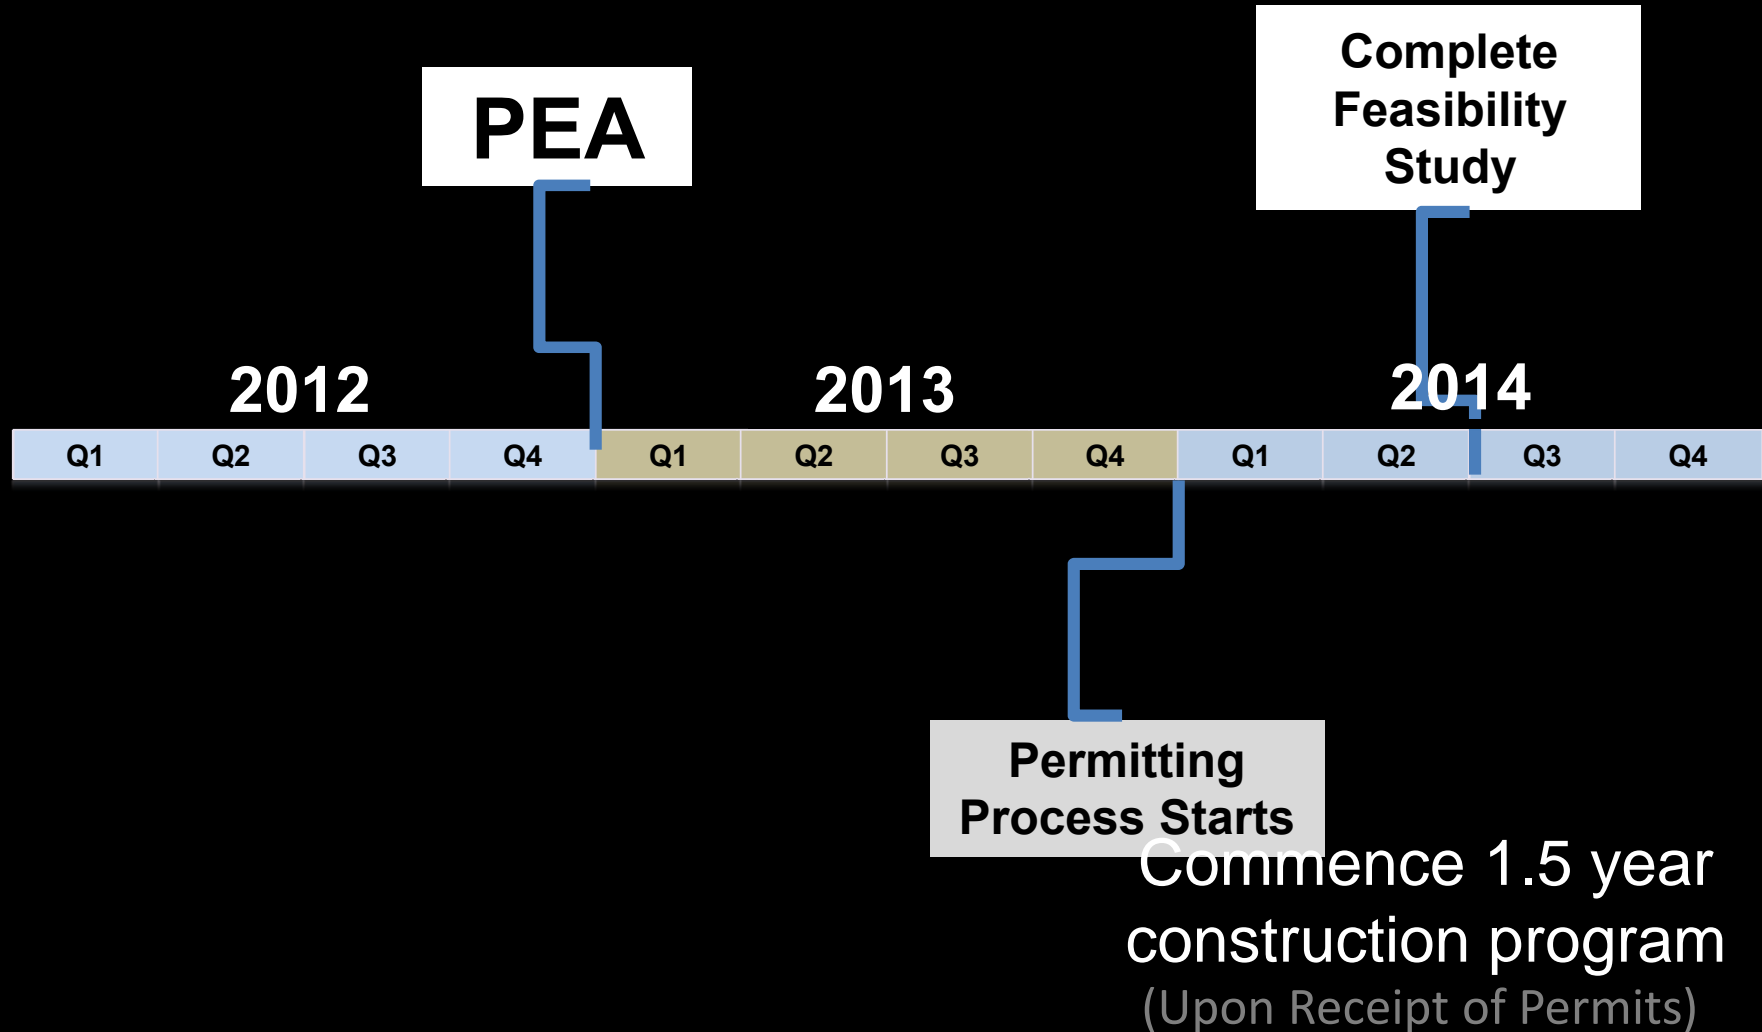 PEA
Complete
Feasibility
Study
2012
2013
2014
Q1 Q2 Q3 Q4 Q1 Q2 Q3 Q4 Q1 Q2 Q3 Q4
Permitting
Process Starts
Commence 1.5 year
construction program
(Upon Receipt of Permits)